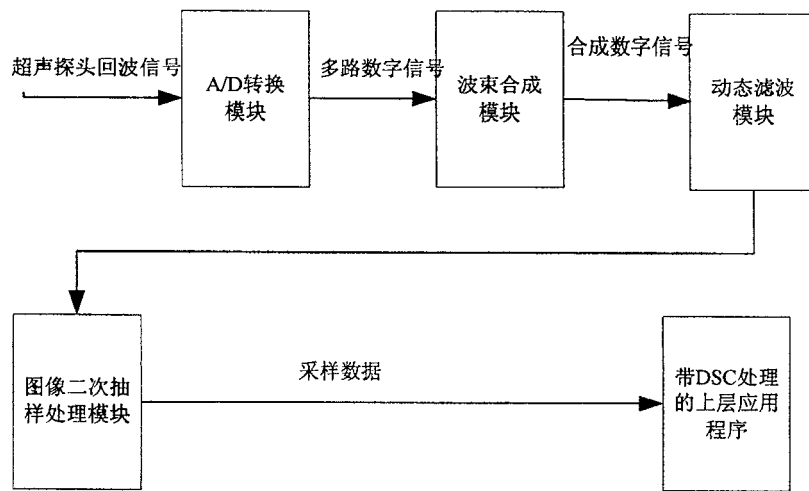 超声探头回波信号
A/D转换
模块
多路数字信号
波束合成
模块
合成数字信号
动态滤波
模块
图像二次抽
样处理模块
采样数据
带DSC处理
的上层应用
程序